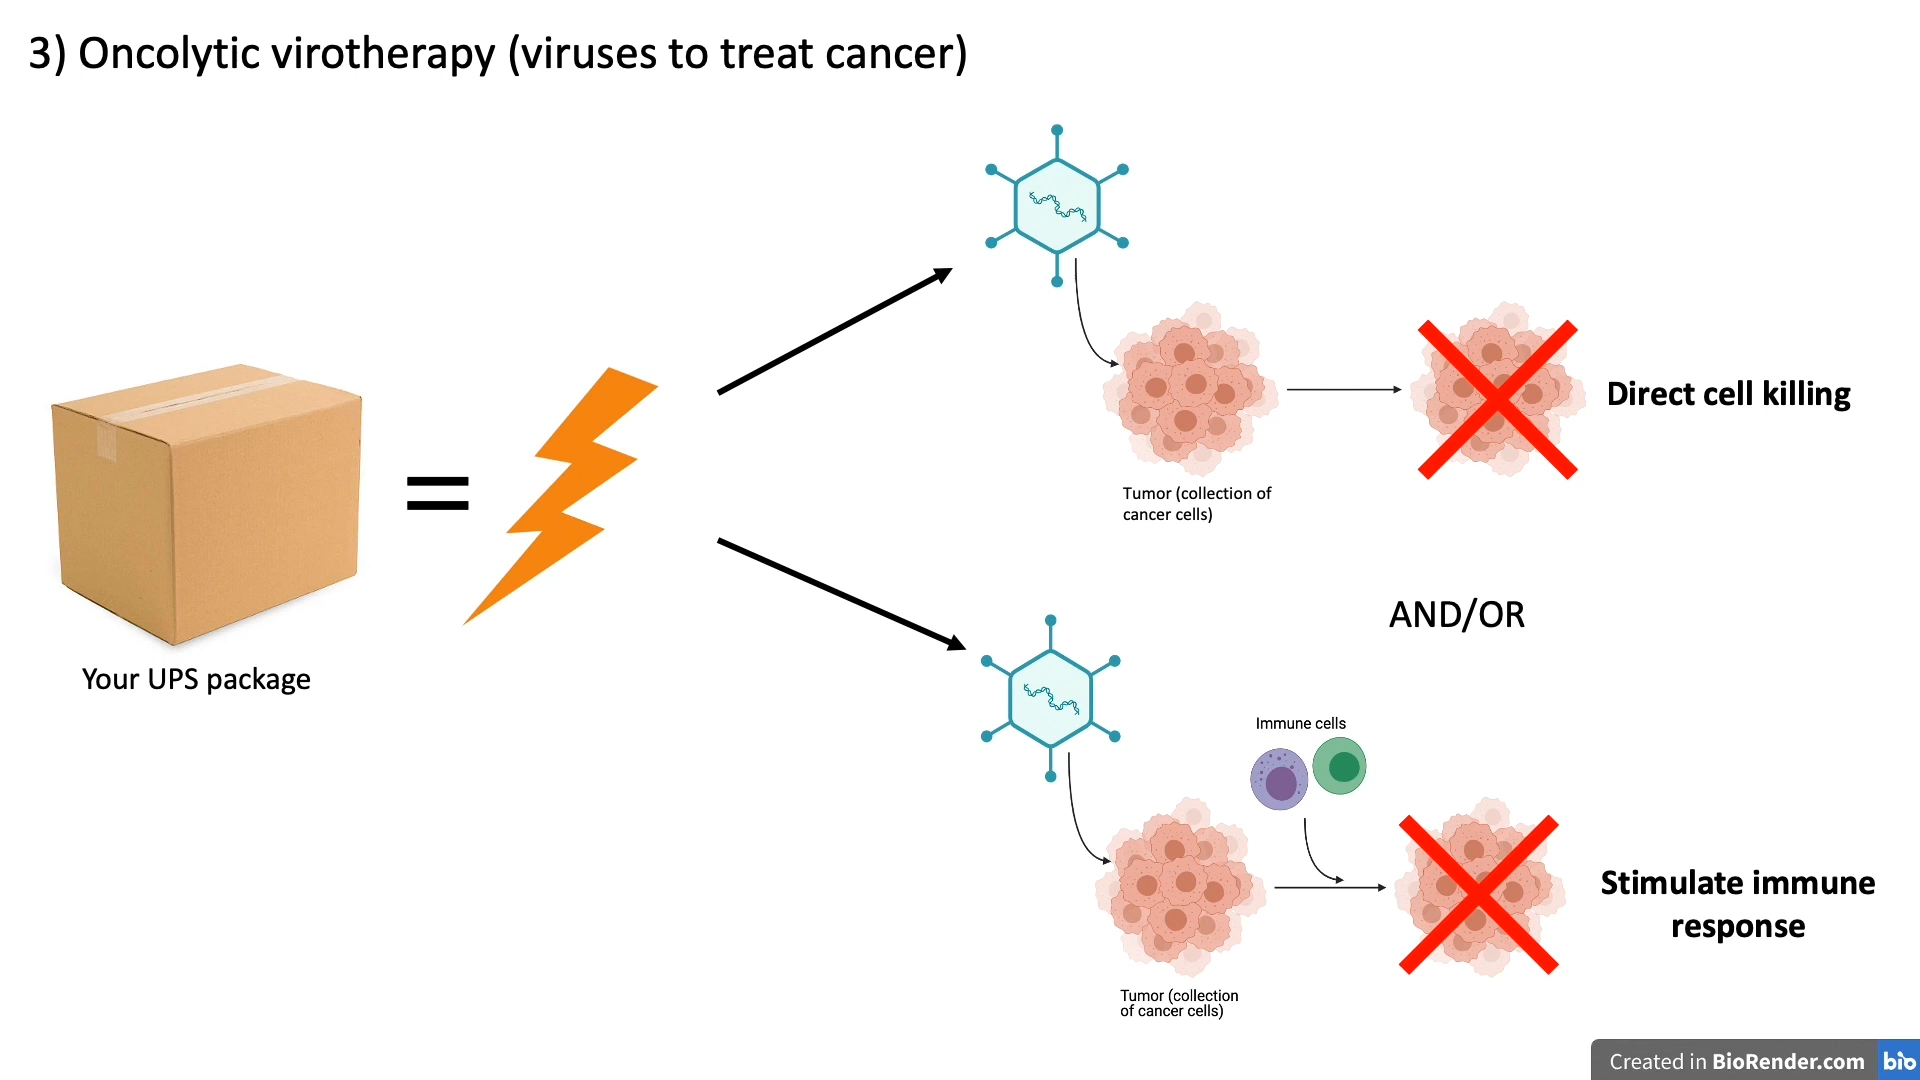 3) Oncolytic virotherapy (viruses to treat cancer)
Your UPS package
Tumor (collection of
cancer cells)
Direct cell killing
AND/OR
Immune cells
Tumor (collection
of cancer cells)
Stimulate immune
response
Created in BioRender.com bio